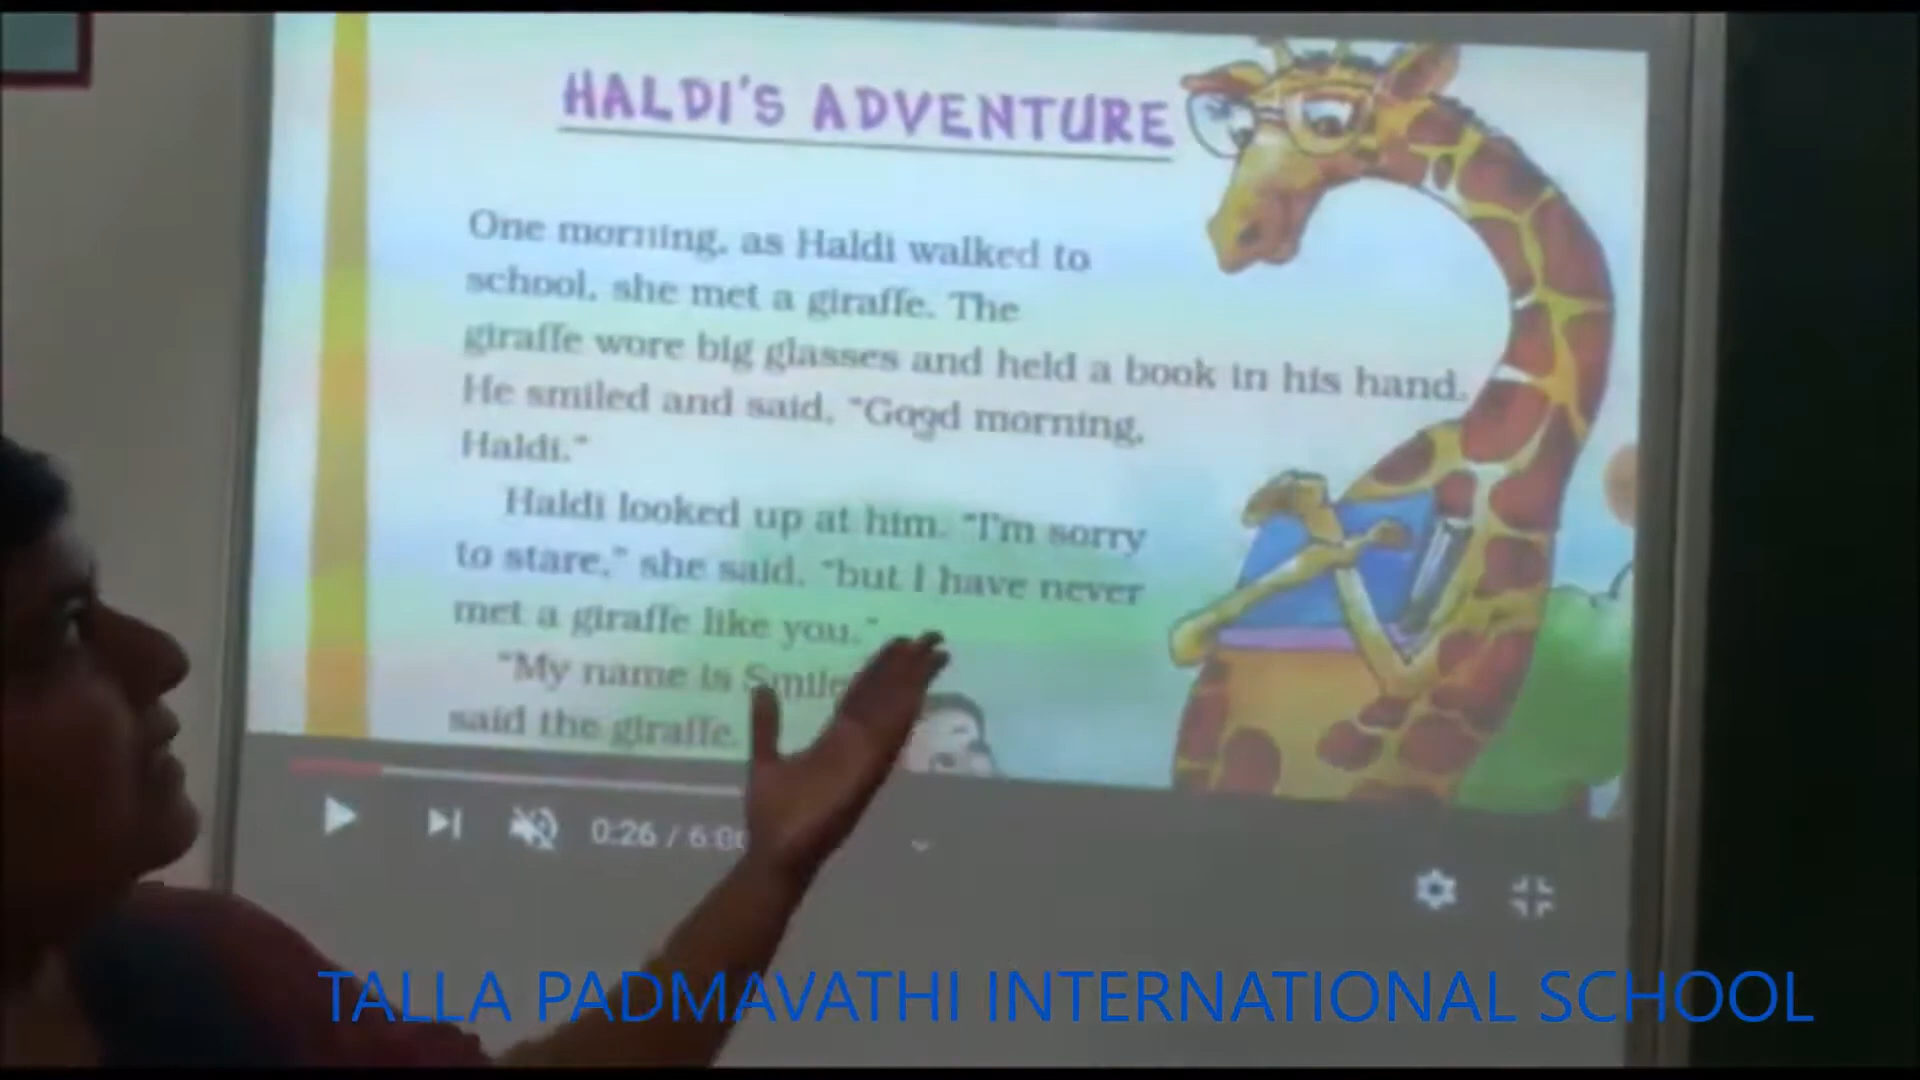 HALDI'S ADVENTURE
One morning, as Haldi walked to
school, she met a giraffe. The
giraffe wore big glasses and held a book in his hand.
He smiled and said, "Good morning,
Haldi."
Haldi looked up at him. "I'm sorry
to stare," she said, "but I have never
met a giraffe like you."
"My name is
said the giraffe.
0:26 /
TALLA PADMAVATHI INTERNATIONAL SCHOOL